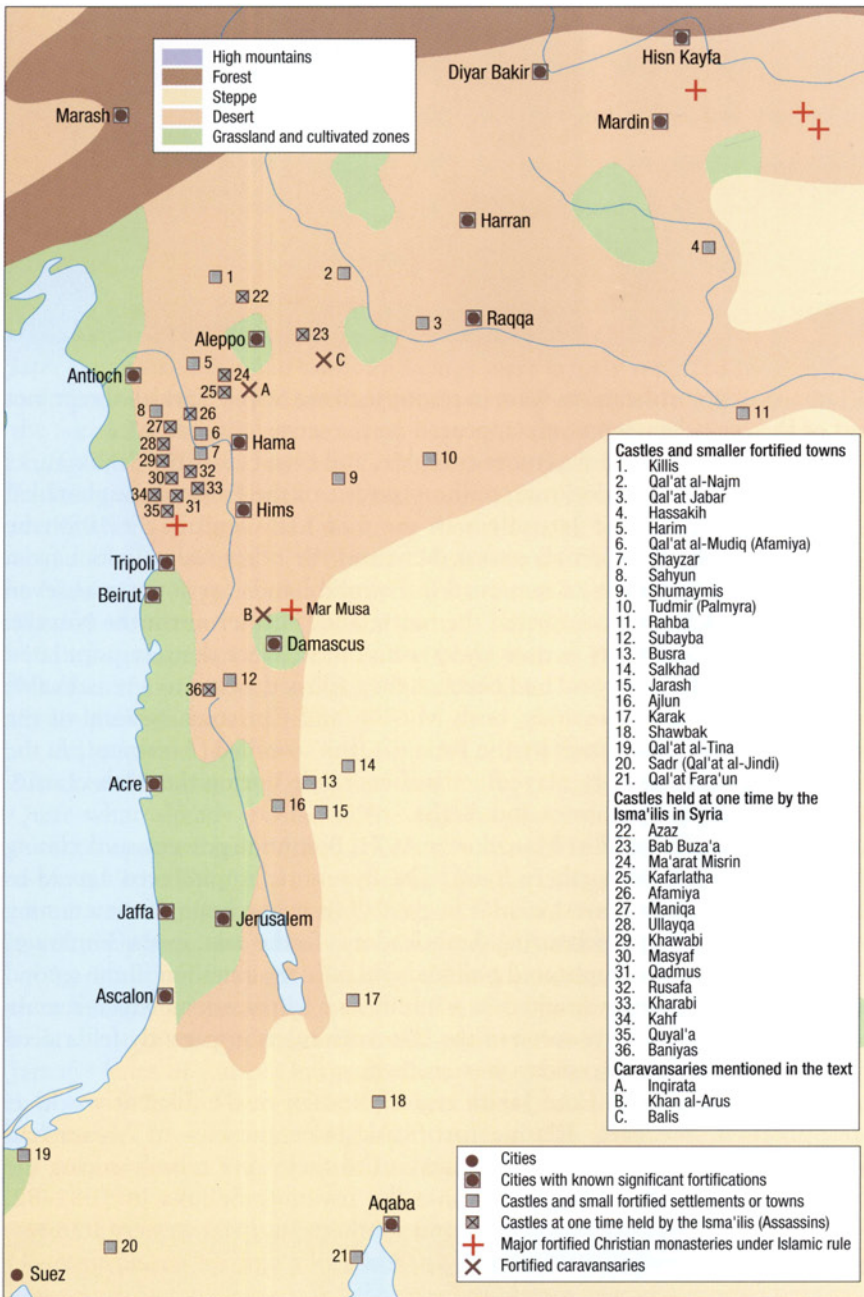 High mountains
Forest
Steppe
Desert
Grassland and cultivated zones
Hisn Kayfa
Diyar Bakir
Marash
Mardin
Harran
4
1
2
22
3
Raqqa
Aleppo
23
C
5
Antioch
24
25
A
8
26
27
6
Hama
11
28
7
29
32
10
30
33
9
34
31
Hims
35
Tripoli
Beirut
B
Mar Musa
Damascus
12
36
14
Acre
13
16
15
Jaffa
Jerusalem
Ascalon
17
18
19
Aqaba
20
21
Suez
Castles and smaller fortified towns
1. Killis
2. Qal'at al-Najm
3. Qal'at Jabar
4. Hassakih
5. Harim
6. Qal'at al-Mudiq (Afamiya)
7. Shayzar
8. Sahyun
9. Shumaymis
10. Tudmir (Palmyra)
11. Rahba
12. Subayba
13. Busra
14. Salkhad
15. Jarash
16. Ajlun
17. Karak
18. Shawbak
19. Qal'at al-Tina
20. Sadr (Qal'at al-Jindi)
21. Qal'at Fara'un
Castles held at one time by the
Isma'ilis in Syria
22. Azaz
23. Bab Buza'a
24. Ma'arat Misrin
25. Kafarlatha
26. Afamiya
27. Maniqa
28. Ullayqa
29. Khawabi
30. Masyaf
31. Qadmus
32. Rusafa
33. Kharabi
34. Kahf
35. Quyal'a
36. Baniyas
Caravansaries mentioned in the text
A. Inqirata
B. Khan al-Arus
C. Balis
Cities
Cities with known significant fortifications
Castles and small fortified settlements or towns
Castles at one time held by the Isma'ilis (Assassins)
Major fortified Christian monasteries under Islamic rule
Fortified caravansaries